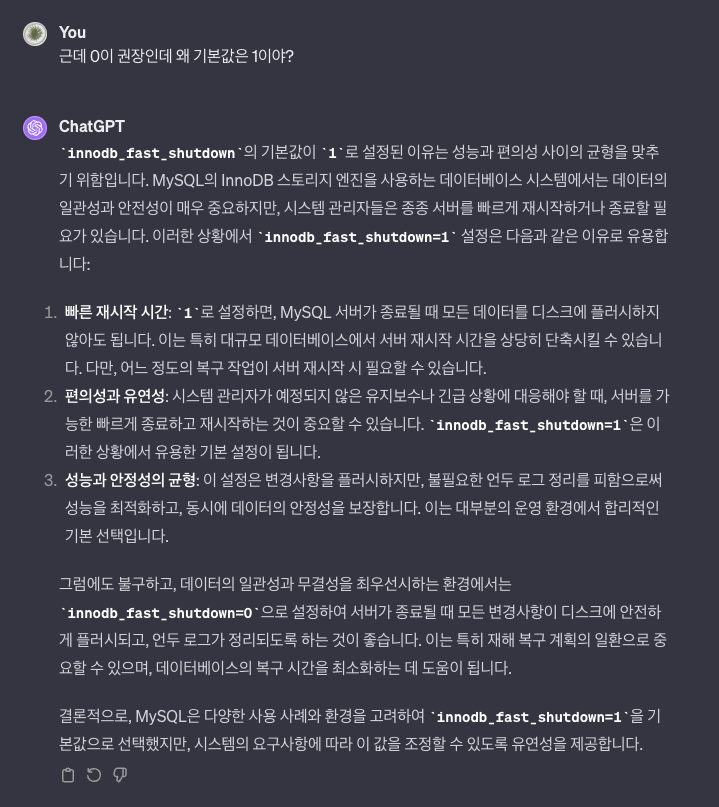 You
근데 0이 권장인데 왜 기본값은 1이야?
ChatGPT
`innodb_fast_shutdown`의 기본값이 `1`로 설정된 이유는 성능과 편의성 사이의 균형을 맞추
기 위함입니다. MySQL의 InnoDB 스토리지 엔진을 사용하는 데이터베이스 시스템에서는 데이터의
일관성과 안전성이 매우 중요하지만, 시스템 관리자들은 종종 서버를 빠르게 재시작하거나 종료할 필
요가 있습니다. 이러한 상황에서 `innodb_fast_shutdown=1` 설정은 다음과 같은 이유로 유용합
니다:
1. 빠른 재시작 시간: `1`로 설정하면, MySQL 서버가 종료될 때 모든 데이터를 디스크에 플러시하지
않아도 됩니다. 이는 특히 대규모 데이터베이스에서 서버 재시작 시간을 상당히 단축시킬 수 있습니
다. 다만, 어느 정도의 복구 작업이 서버 재시작 시 필요할 수 있습니다.
2. 편의성과 유연성: 시스템 관리자가 예정되지 않은 유지보수나 긴급 상황에 대응해야 할 때, 서버를 가
능한 빠르게 종료하고 재시작하는 것이 중요할 수 있습니다. `innodb_fast_shutdown=1`은 이
러한 상황에서 유용한 기본 설정이 됩니다.
3. 성능과 안정성의 균형: 이 설정은 변경사항을 플러시하지만, 불필요한 언두 로그 정리를 피함으로써
성능을 최적화하고, 동시에 데이터의 안정성을 보장합니다. 이는 대부분의 운영 환경에서 합리적인
기본 선택입니다.
그럼에도 불구하고, 데이터의 일관성과 무결성을 최우선시하는 환경에서는
`innodb_fast_shutdown=0`으로 설정하여 서버가 종료될 때 모든 변경사항이 디스크에 안전하
게 플러시되고, 언두 로그가 정리되도록 하는 것이 좋습니다. 이는 특히 재해 복구 계획의 일환으로 중
요할 수 있으며, 데이터베이스의 복구 시간을 최소화하는 데 도움이 됩니다.
결론적으로, MySQL은 다양한 사용 사례와 환경을 고려하여 `innodb_fast_shutdown=1`을 기
본값으로 선택했지만, 시스템의 요구사항에 따라 이 값을 조정할 수 있도록 유연성을 제공합니다.